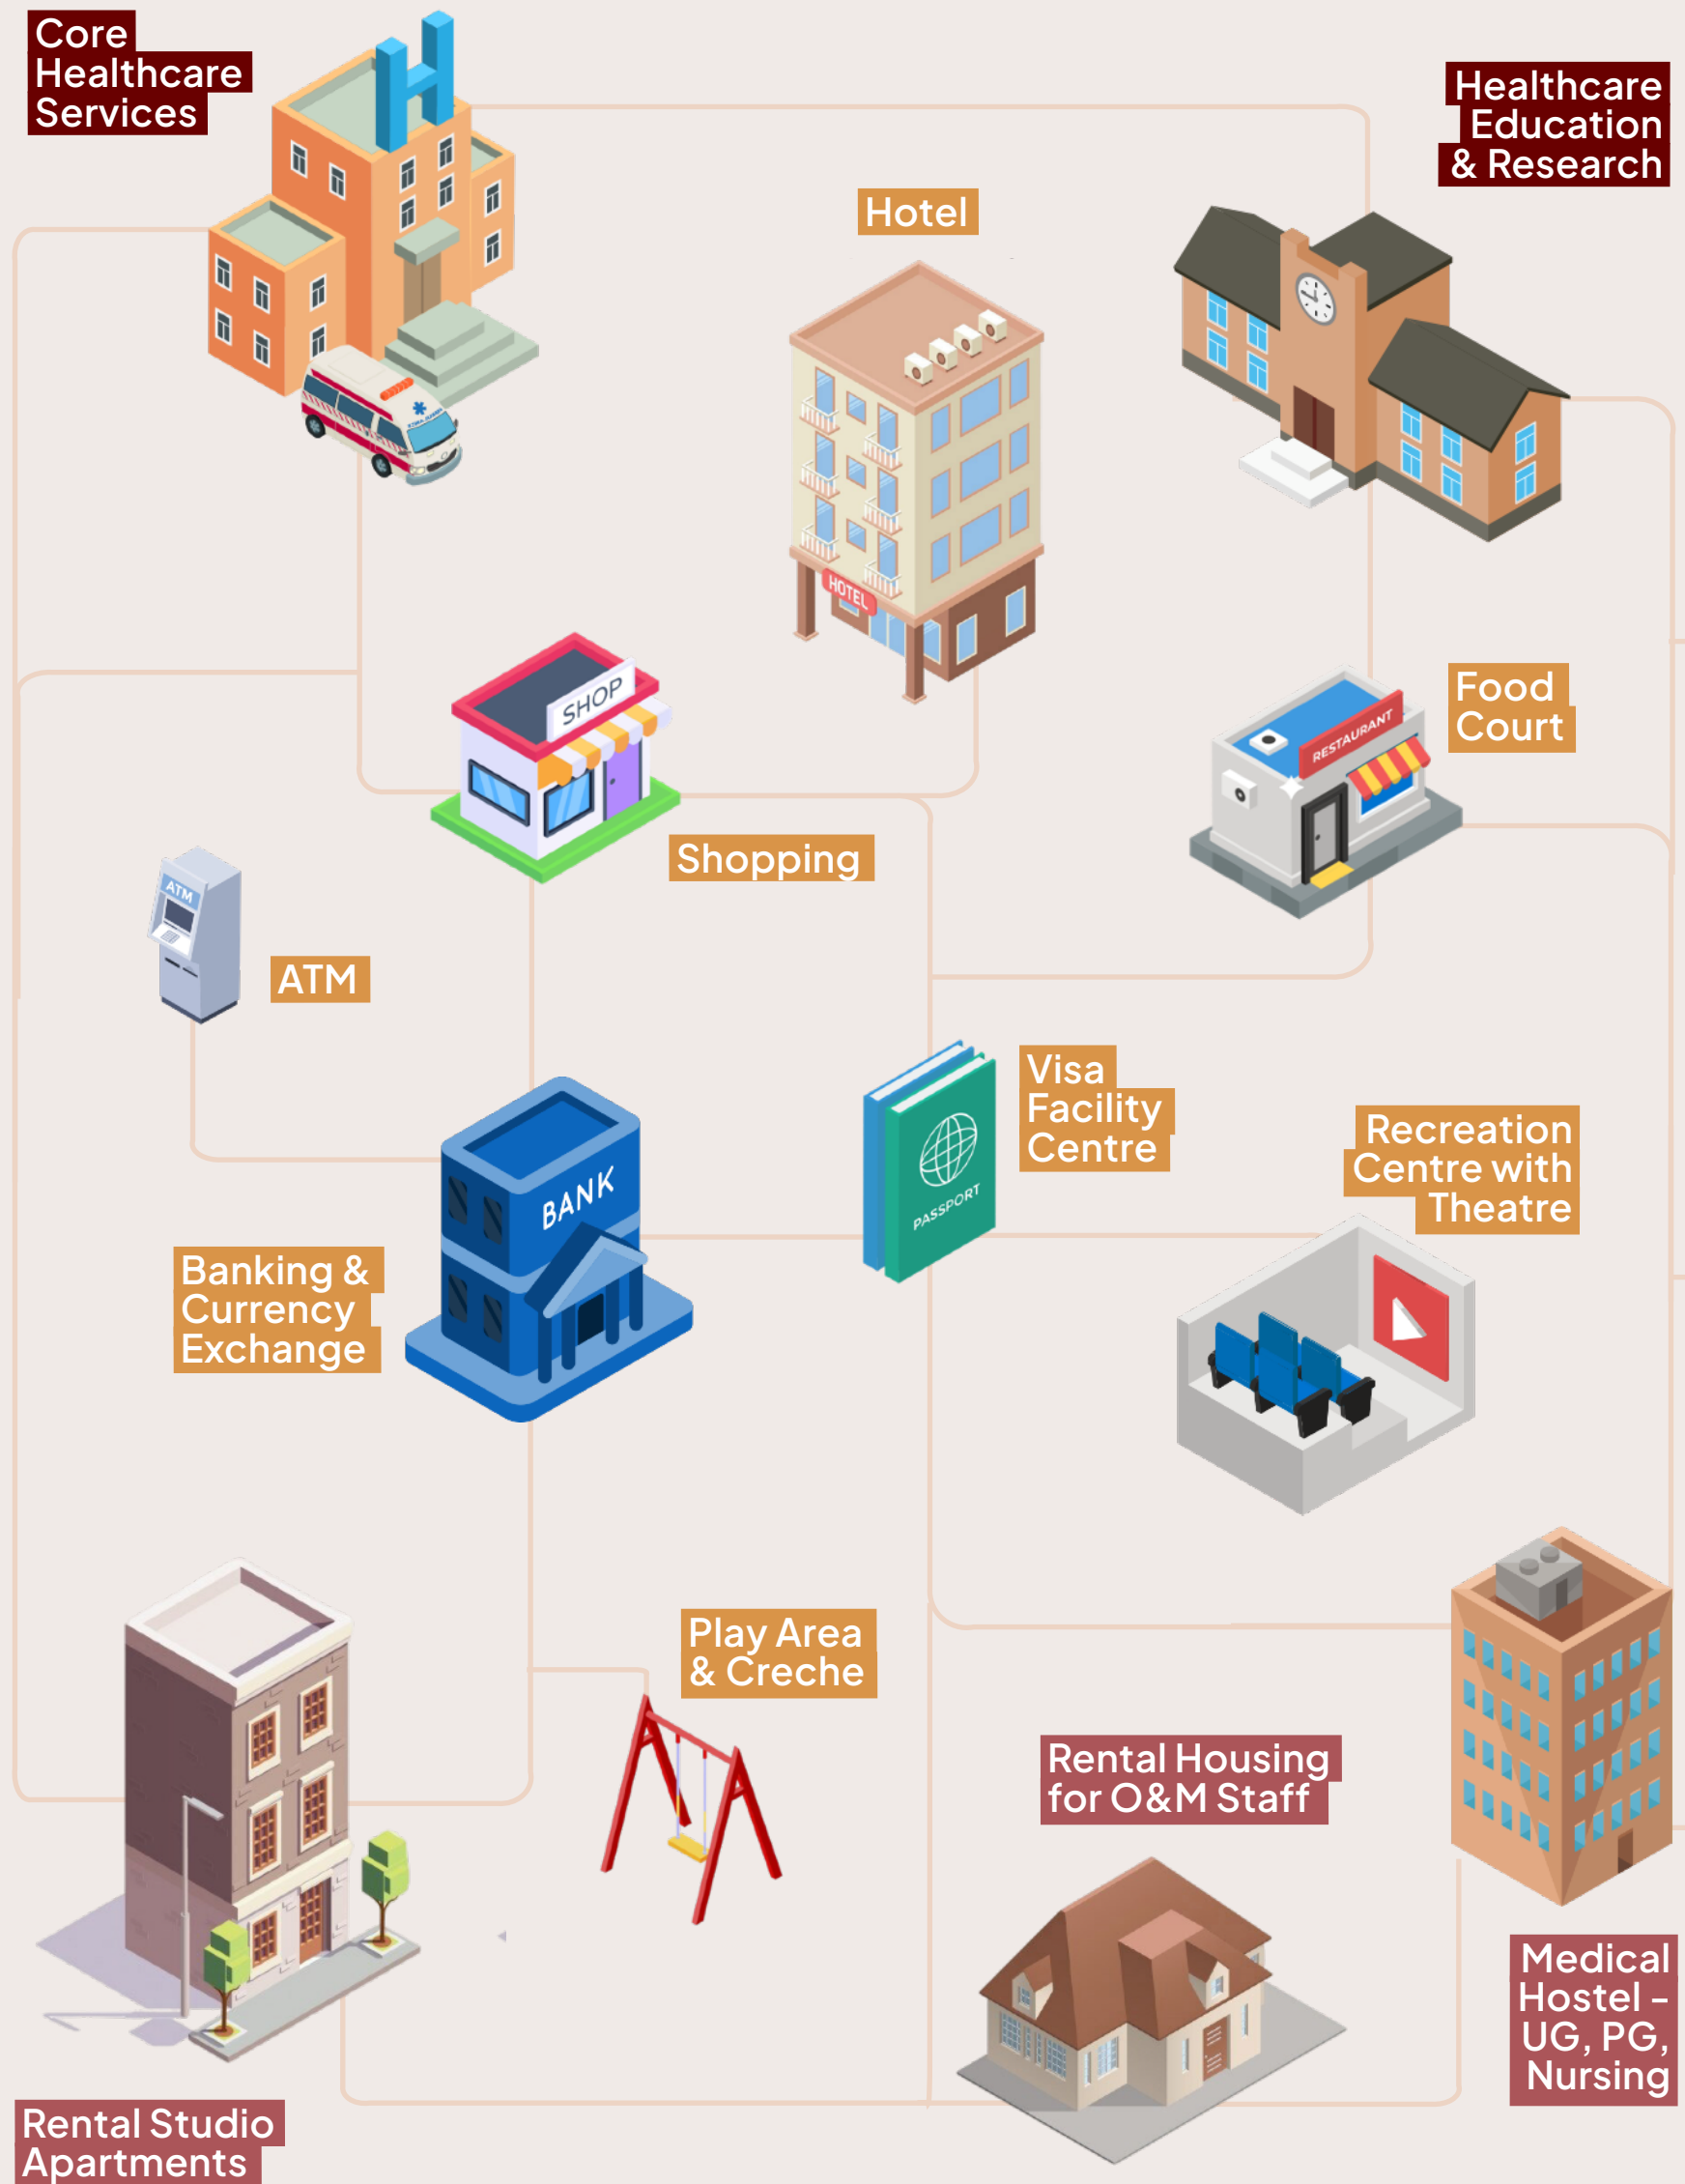 Core
Healthcare
Services
Healthcare
Education
& Research
Hotel
HOTEL
SHOP
Shopping
Food
Court
RESTAURANT
ATM
ATM
Visa
Facility
Centre
PASSPORT
Recreation
Centre with
Theatre
BANK
Banking &
Currency
Exchange
Play Area
& Creche
Rental Housing
for O&M Staff
Medical
Hostel -
UG, PG,
Nursing
Rental Studio
Apartments